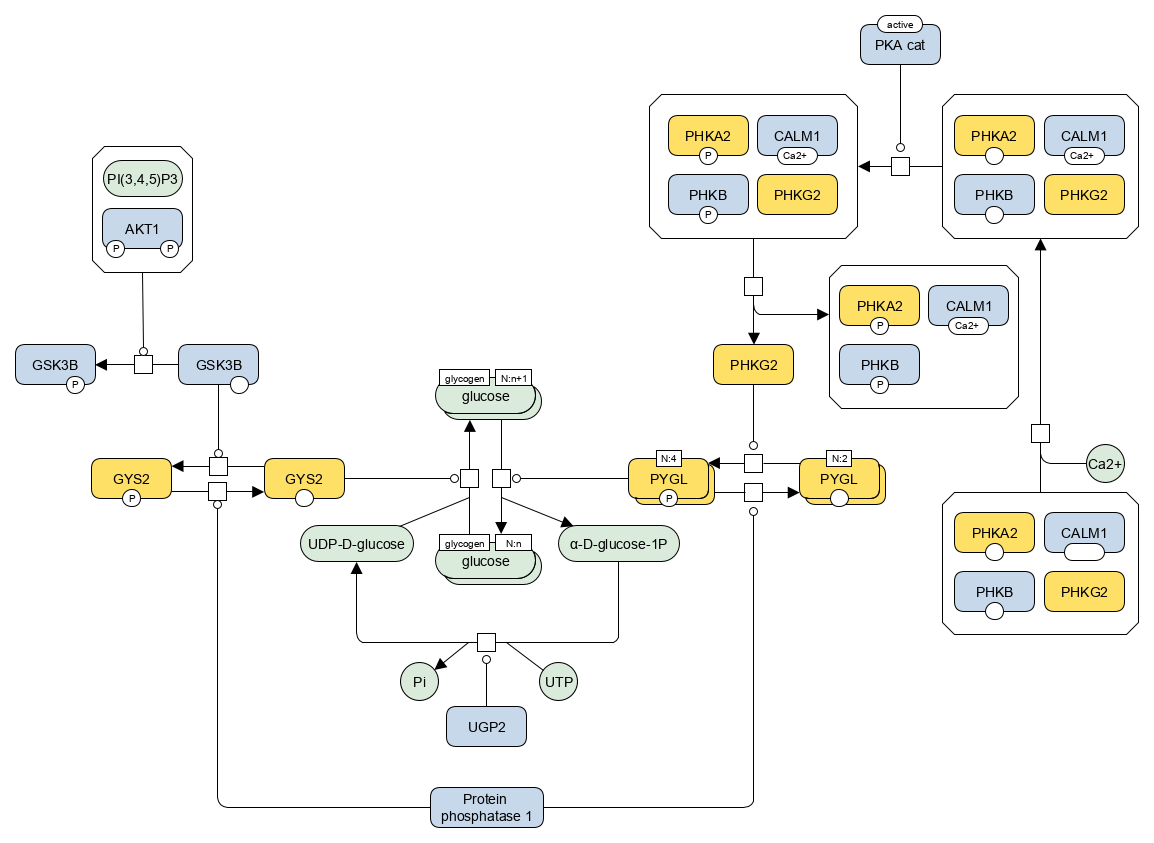 active
PKA cat
PHKA2
P
CALM1
Ca2+
PHKB
P
PHKG2
PHKA2
CALM1
Ca2+
PHKB
PHKG2
PI(3,4,5)P3
AKT1
P
P
PHKA2
P
CALM1
Ca2+
PHKB
P
GSK3B
P
GSK3B
PHKG2
glycogen
N:n+1
glucose
GYS2
P
GYS2
N:4
PYGL
P
N:2
PYGL
Ca2+
UDP-D-glucose
glycogen
N:n
glucose
α-D-glucose-1P
PHKA2
CALM1
PHKB
PHKG2
Pi
UTP
UGP2
Protein
phosphatase 1